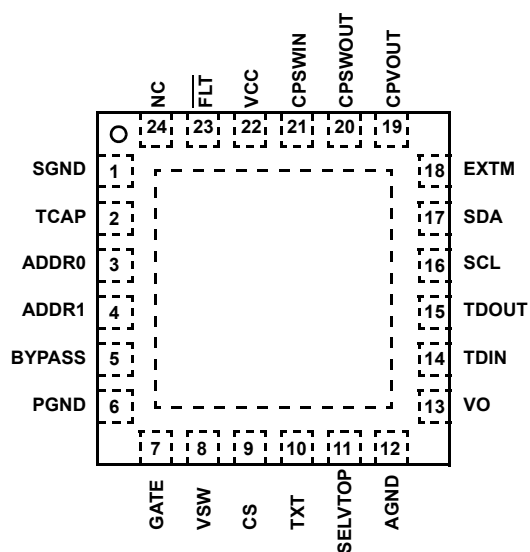 NC
FLT
VCC
CPSWIN
CPSWOUT
CPVOUT
24 23 22 21 20 19
SGND 1 18 EXTM
TCAP 2 17 SDA
ADDR0 3 16 SCL
ADDR1 4 15 TDOUT
BYPASS 5 14 TDIN
PGND 6 13 VO
7 8 9 10 11 12
GATE
VSW
CS
TXT
SELVTOP
AGND